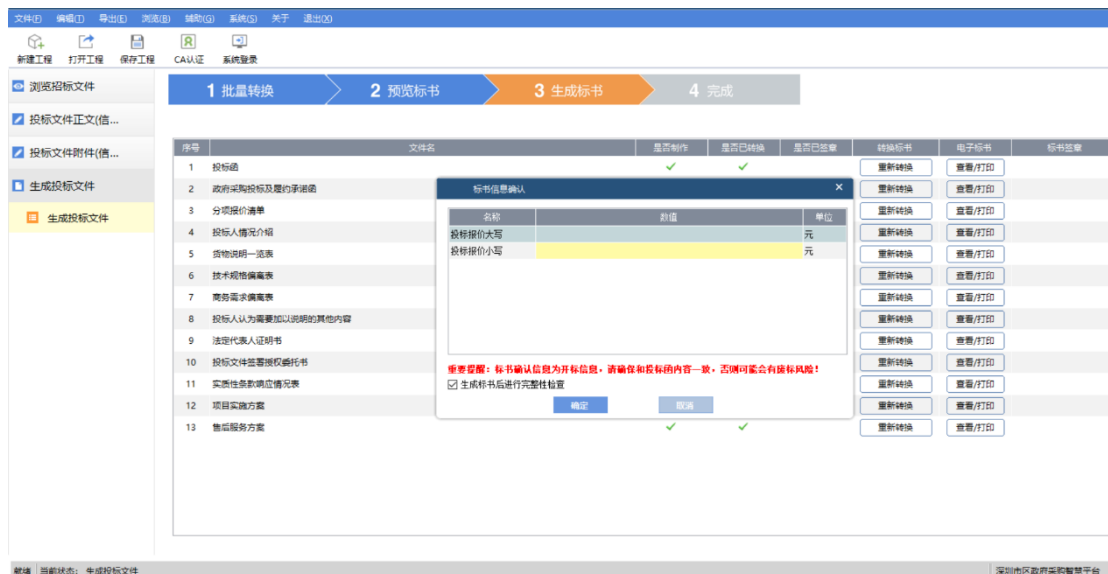 文件(F) 编辑(T) 导出(E) 浏览(B) 辅助(G) 系统(S) 关于 退出(X)
新建工程 打开工程 保存工程 CA认证 系统登录
浏览招标文件
投标文件正文(信...
投标文件附件(信...
生成投标文件
生成投标文件
1 批量转换 2 预览标书 3 生成标书 4 完成
序号 文件名 是否制作 是否已转换 是否已签章 转换标书 电子标书 标书签章
1 投标函 重新转换 查看/打印
2 政府采购投标及履约承诺函 重新转换 查看/打印
3 分项报价清单 重新转换 查看/打印
4 投标人情况介绍 重新转换 查看/打印
5 货物说明一览表 重新转换 查看/打印
6 技术规格偏离表 重新转换 查看/打印
7 商务需求偏离表 重新转换 查看/打印
8 投标人认为需要加以说明的其他内容 重新转换 查看/打印
9 法定代表人证明书 重新转换 查看/打印
10 投标文件签署授权委托书 重新转换 查看/打印
11 实质性条款响应情况表 重新转换 查看/打印
12 项目实施方案 重新转换 查看/打印
13 售后服务方案 重新转换 查看/打印
标书信息确认 ×
名称 数值 单位
投标报价大写 元
投标报价小写 元
重要提醒：标书确认信息为开标信息，请确保和投标函内容一致，否则可能会有废标风险！
生成标书后进行完整性检查
确定 取消
就绪 当前状态： 生成投标文件 深圳市区政府采购智慧平台